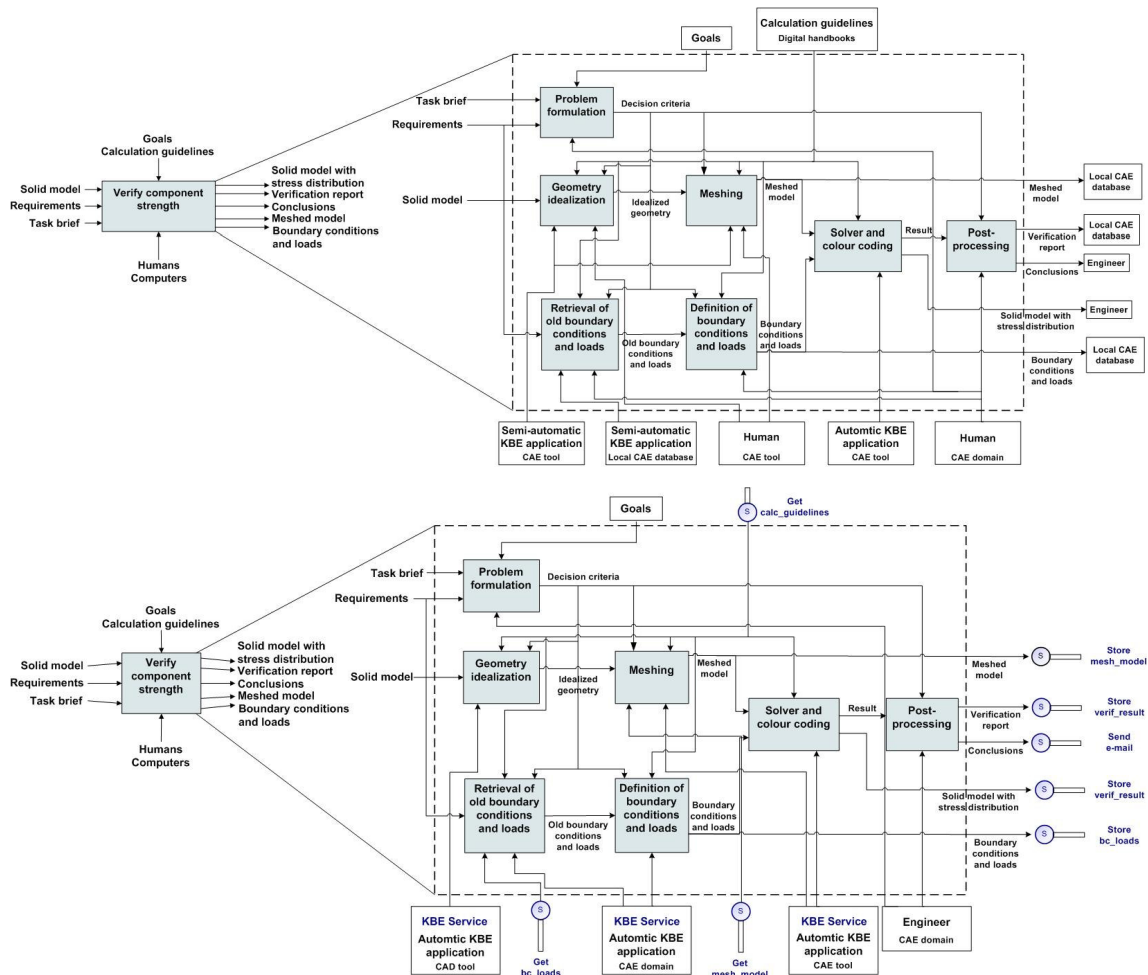 Calculation guidelines
Digital handbooks
Goals
Task brief
Problem
formulation
Decision criteria
Requirements
Goals
Calculation guidelines
Solid model
Requirements
Task brief
Verify component
strength
Solid model with
stress distribution
Verification report
Conclusions
Meshed model
Boundary conditions
and loads
Humans
Computers
Solid model
Geometry
idealization
Idealized
geometry
Meshing
Meshed
model
Solver and
colour coding
Result
Post-
processing
Meshed
model
Local CAE
database
Verification
report
Local CAE
database
Conclusions
Engineer
Solid model with
stress distribution
Engineer
Retrieval of
old boundary
conditions
and loads
Old boundary
conditions
and loads
Definition of
boundary
conditions
and loads
Boundary
conditions
and loads
Boundary
conditions
and loads
Local CAE
database
Semi-automatic
KBE application
CAE tool
Semi-automatic
KBE application
Local CAE database
Human
CAE tool
Automtic KBE
application
CAE tool
Human
CAE domain
S
Get
calc_guidelines
Goals
Task brief
Problem
formulation
Decision criteria
Requirements
Goals
Calculation guidelines
Solid model
Requirements
Task brief
Verify
component
strength
Solid model with
stress distribution
Verification report
Conclusions
Meshed model
Boundary conditions
and loads
Humans
Computers
Solid model
Geometry
idealization
Idealized
geometry
Meshing
Meshed
model
Solver and
colour coding
Result
Post-
processing
Meshed
model
S
Store
mesh_model
Verification
report
S
Store
verif_result
Conclusions
S
Send
e-mail
Solid model with
stress distribution
S
Store
verif_result
Retrieval of
old boundary
conditions
and loads
Old boundary
conditions
and loads
Definition of
boundary
conditions
and loads
Boundary
conditions
and loads
Boundary
conditions
and loads
S
Store
bc_loads
KBE Service
Automtic KBE
application
CAD tool
S
Get
bc_loads
KBE Service
Automtic KBE
application
CAE domain
S
Get
mesh_model
KBE Service
Automtic KBE
application
CAE tool
Engineer
CAE domain